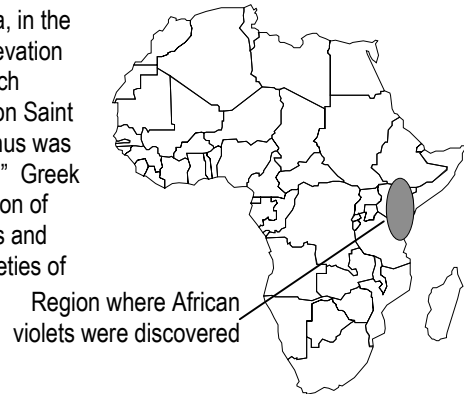 a, in the
evation
ch
on Saint
nus was
” Greek
on of
s and
eties of
Region where African
violets were discovered